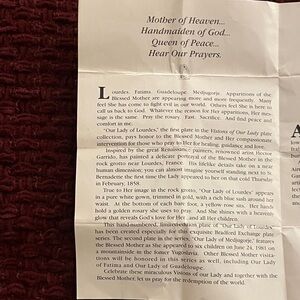 Mother of Heaven...
Handmaiden of God...
Queen of Peace...
Hear Our Prayers.
Lourdes. Fatima. Guadeloupe. Medjugorje. Apparitions of the
Blessed Mother are appearing more and more frequently. Many
feel She has come to fight evil in our world. Others feel She is here to
call us back to God. Whatever the reason for Her appearances, Her mes-
sage is the same. Pray the rosary. Fast. Sacrifice. And find peace and
comfort in me.
"Our Lady of Lourdes," the first plate in the Visions of Our Lady plate
collection, pays honor to the Blessed Mother and Her compassionate
intervention for those who pray to Her for healing, guidance or love.
Inspired by the great Renaissance painters, renowned artist Hector
Garrido, has painted a delicate portrayal of the Blessed Mother in the
rock grotto near Lourdes, France. His lifelike details take on a new
human dimension; you can almost imagine yourself standing next to St.
Bernadette the first time the Lady appeared to her on that cold Thursday
in February, 1858.
True to Her image in the rock grotto, "Our Lady of Lourdes" appears
in a pure white gown, trimmed in gold, with a rich blue sash around her
waist. At the bottom of each bare foot, a yellow rose sits. Her hands
hold a golden rosary she uses to pray. And She shines with a heavenly
glow that reveals God's love for Her - and all Her children.
This hand-numbered, limited-edition plate of "Our Lady of Lourdes"
has been created especially for this Bradford Exchange plate
series. The second plate in the series, "Our Lady of Medjugorje," features
the Blessed Mother as She appeared to six children on June 24, 1981 on
a mountainside in the former Yugoslavia. Other Blessed Mother visita-
tions will be honored in this series as well, including Our Lady
of Fatima and Our Lady of Guadeloupe.
Celebrate these miraculous Visions of our Lady and together with the
Blessed Mother, let us pray for the redemption of the world.